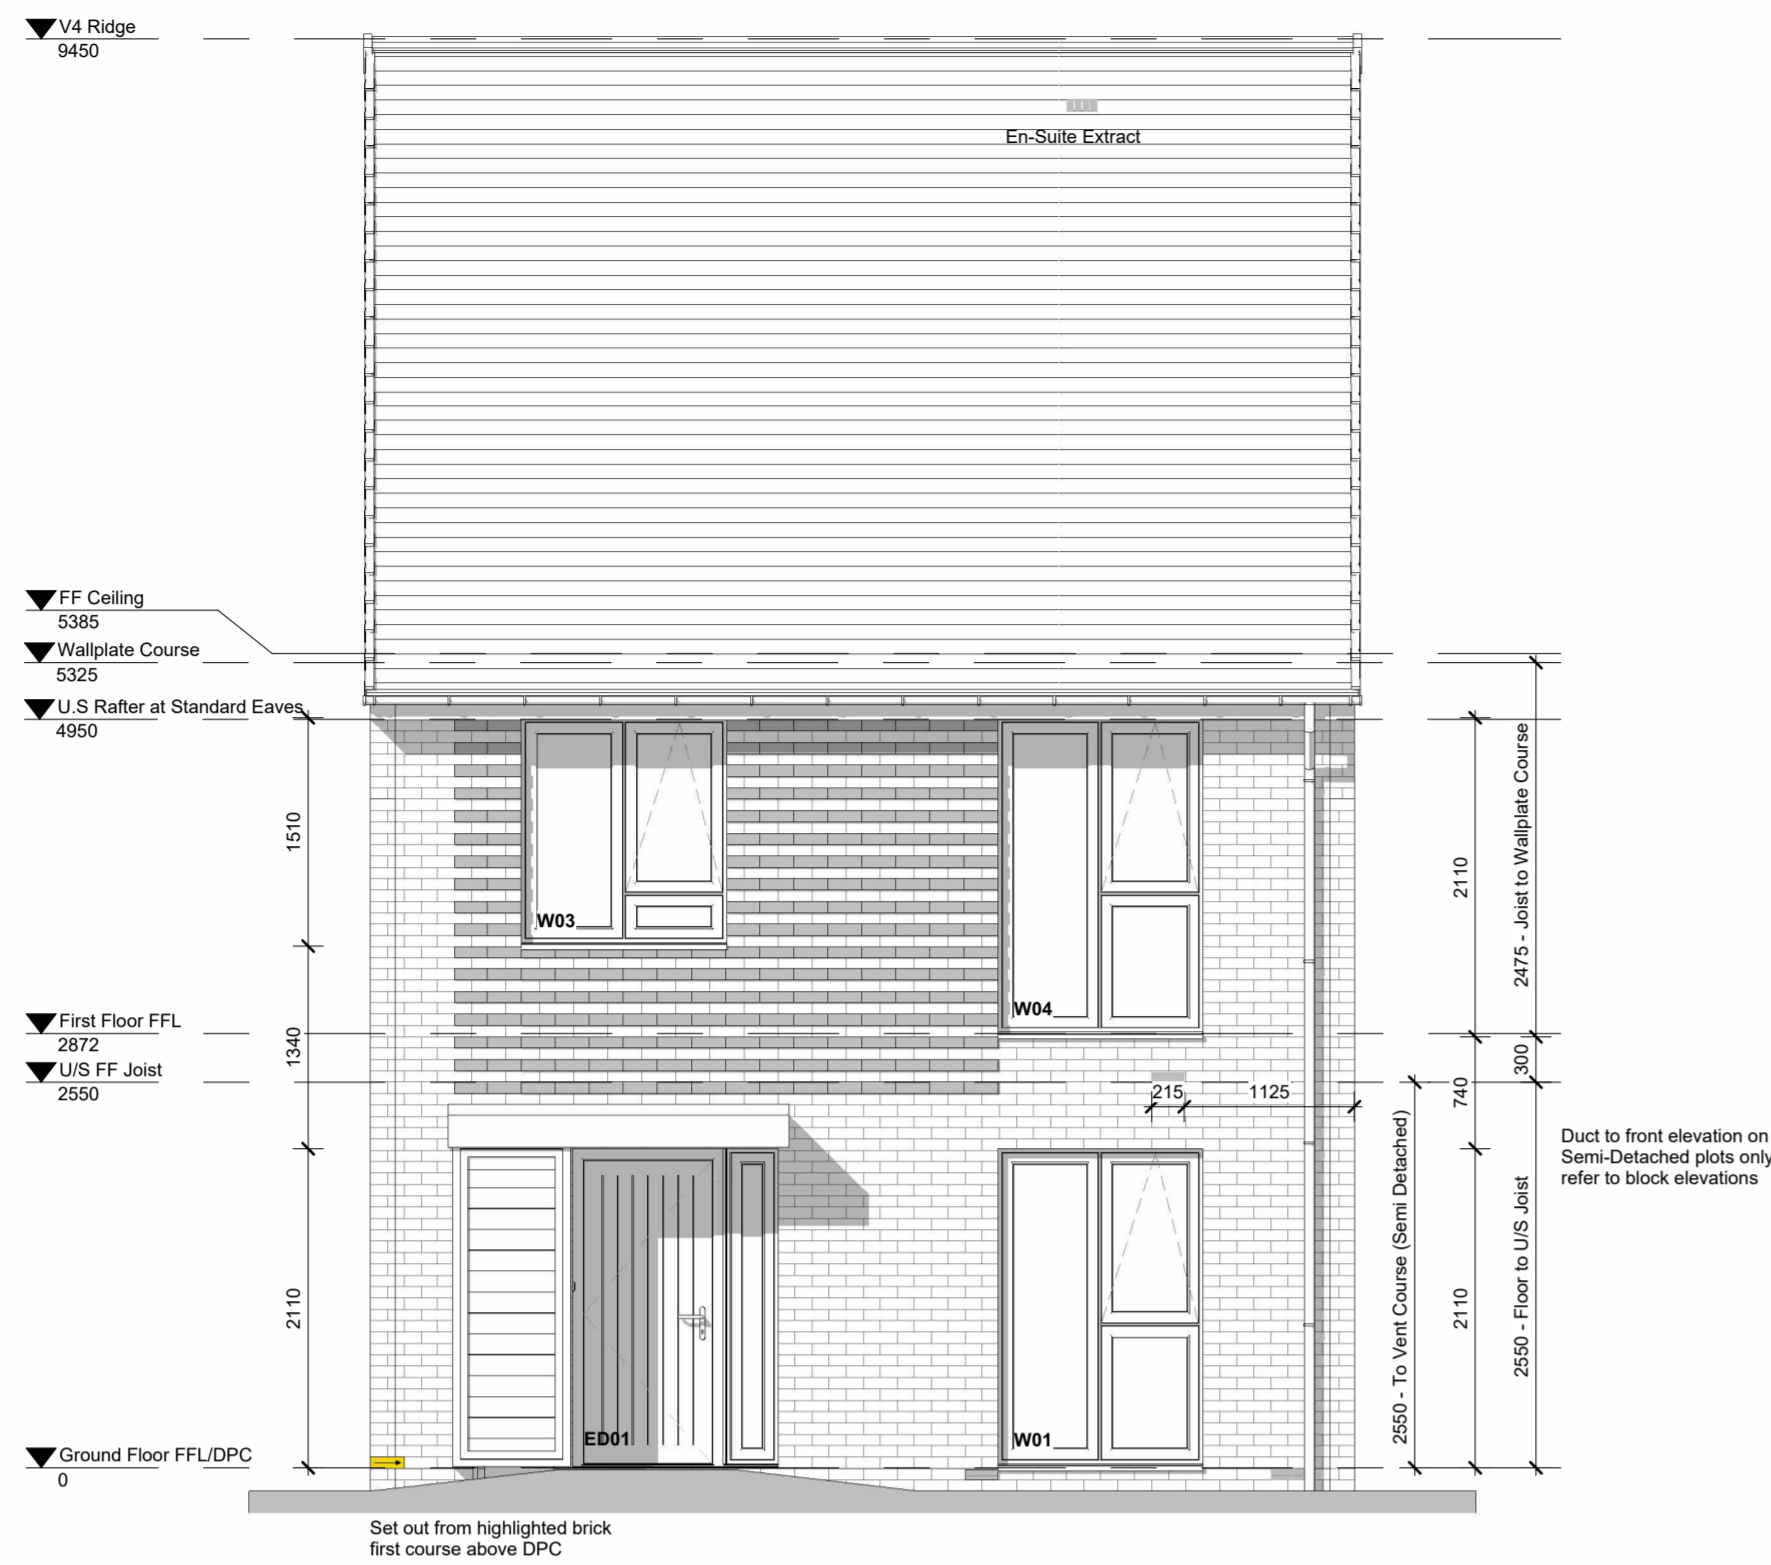 V4 Ridge
9450
En-Suite Extract
FF Ceiling
5385
Wallplate Course
5325
U.S Rafter at Standard Eaves
4950
1510
W03
W04
2110
2475 - Joist to Wallplate Course
First Floor FFL
2872
1340
U/S FF Joist
2550
300
740
215
1125
Duct to front elevation on
Semi-Detached plots only
refer to block elevations
2110
ED01
W01
2550 - To Vent Course (Semi Detached)
2110
2550 - Floor to U/S Joist
Ground Floor FFL/DPC
0
Set out from highlighted brick
first course above DPC